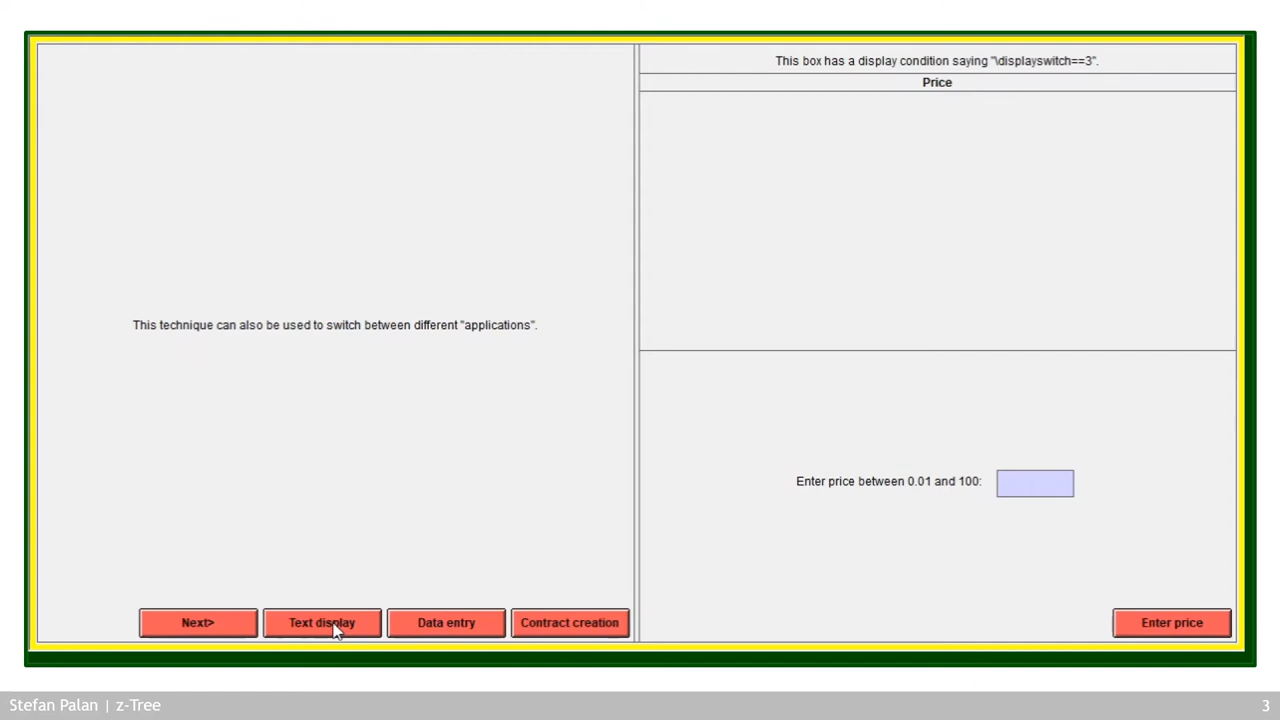 This box has a display condition saying "\displayswitch==3".
Price
This technique can also be used to switch between different "applications".
Enter price between 0.01 and 100:
Next>
Text display
Data entry
Contract creation
Enter price
Stefan Palan | z-Tree
3